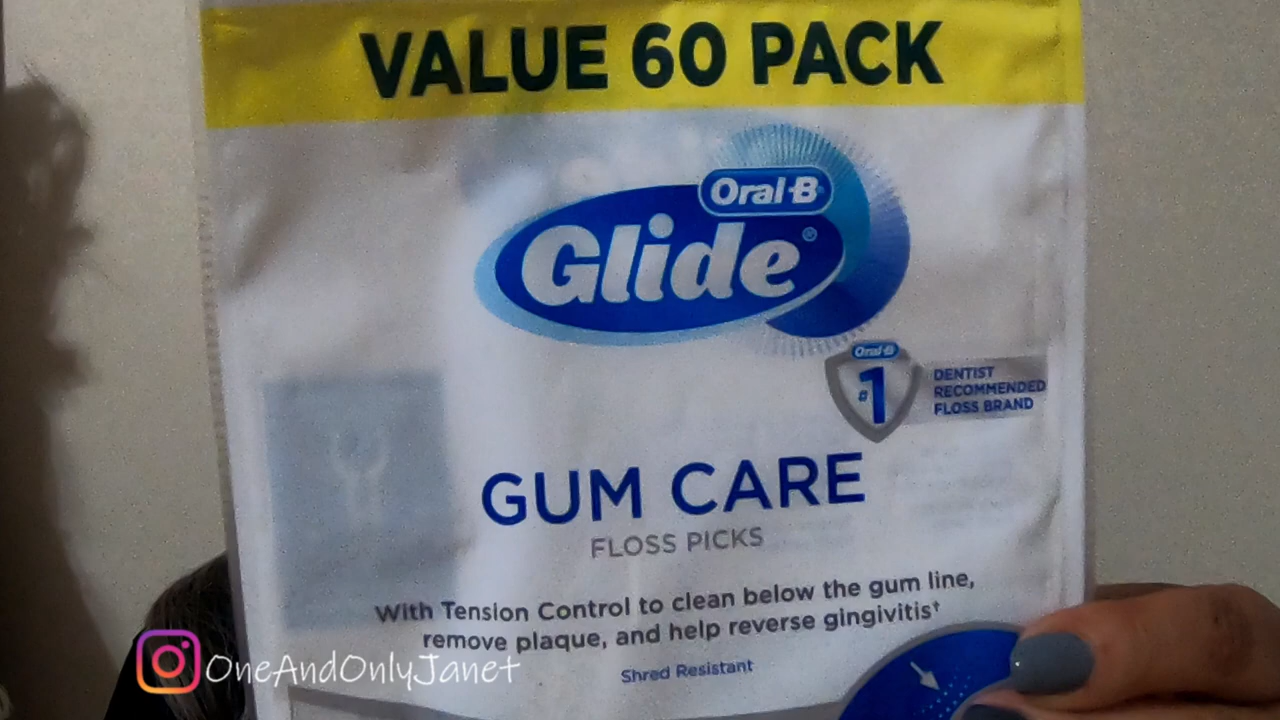 VALUE 60 PACK
Oral-B
Glide®
Oral-B
#1
DENTIST
RECOMMENDED
FLOSS BRAND
GUM CARE
FLOSS PICKS
With Tension Control to clean below the gum line,
remove plaque, and help reverse gingivitis†
Shred Resistant
OneAndOnlyJanet